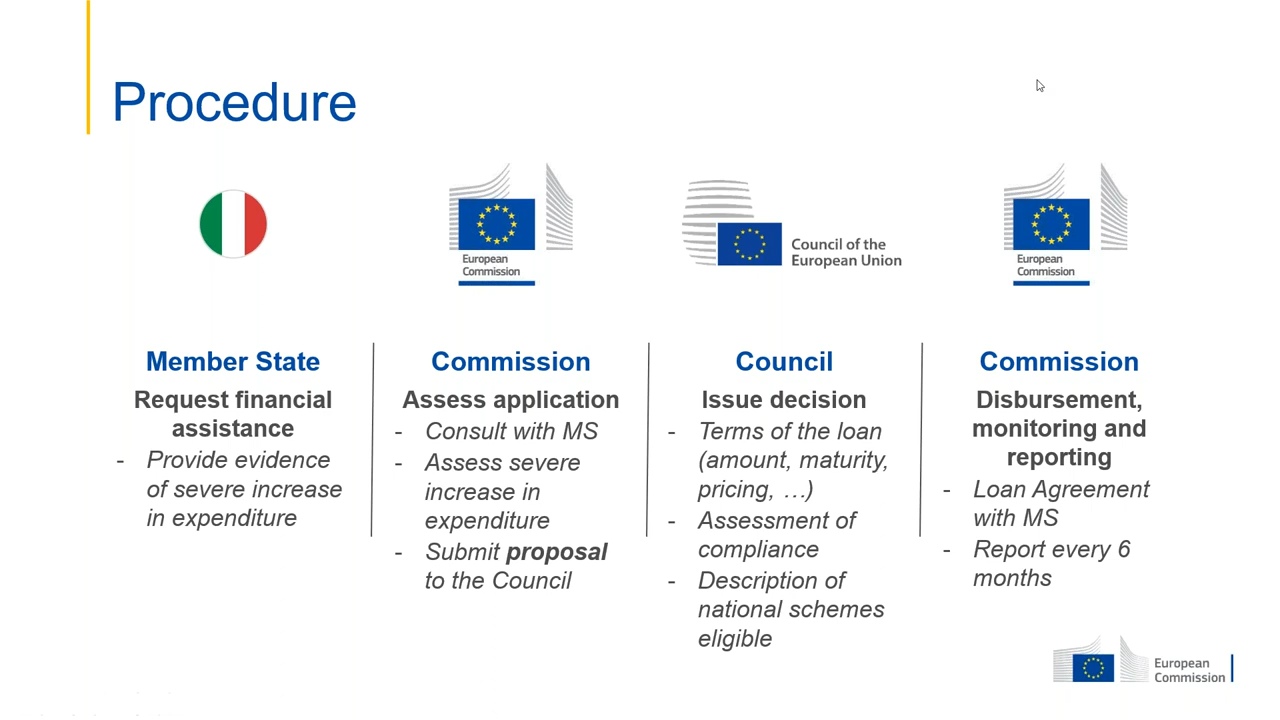 Procedure
European
Commission
Council of the
European Union
European
Commission
Member State
Request financial
assistance
- Provide evidence
of severe increase
in expenditure
Commission
Assess application
- Consult with MS
- Assess severe
increase in
expenditure
- Submit proposal
to the Council
Council
Issue decision
- Terms of the loan
(amount, maturity,
pricing, …)
- Assessment of
compliance
- Description of
national schemes
eligible
Commission
Disbursement,
monitoring and
reporting
- Loan Agreement
with MS
- Report every 6
months
European
Commission